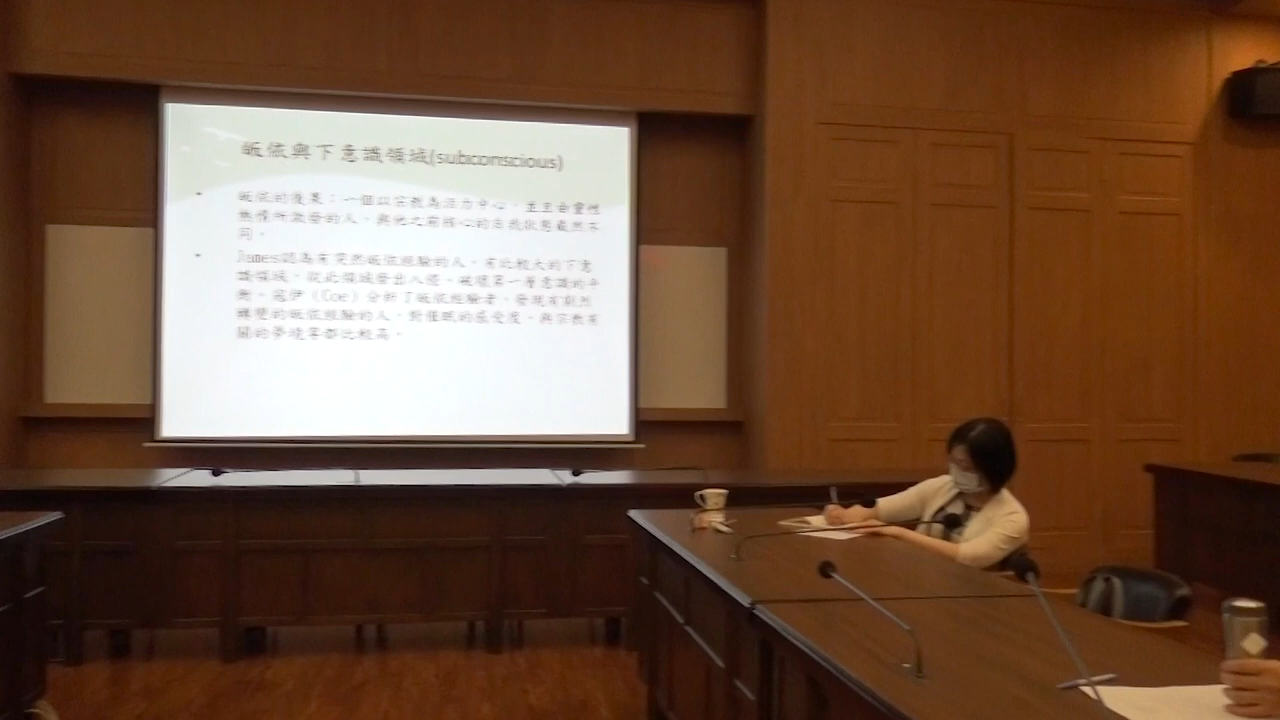 皈依與下意識領域(subconscious)
• 皈依的後果：一個以宗教為活力中心，並且由靈性
熱情所激發的人，與他之前核心的自我狀態截然不
同。
• James認為有突然皈依經驗的人，有比較大的下意
識領域，從此領域發出入侵，破壞第一層意識的平
衡。寇伊（Coe）分析了皈依經驗者，發現有劇烈
轉變的皈依經驗的人，對催眠的感受度，與宗教有
關的夢境等都比較高。